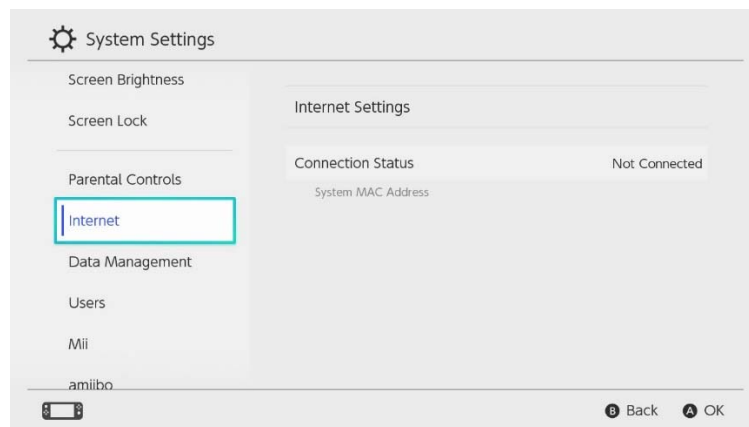 System Settings
Screen Brightness
Screen Lock
Parental Controls
Internet
Data Management
Users
Mii
amiibo
Internet Settings
Connection Status Not Connected
System MAC Address
B Back A OK